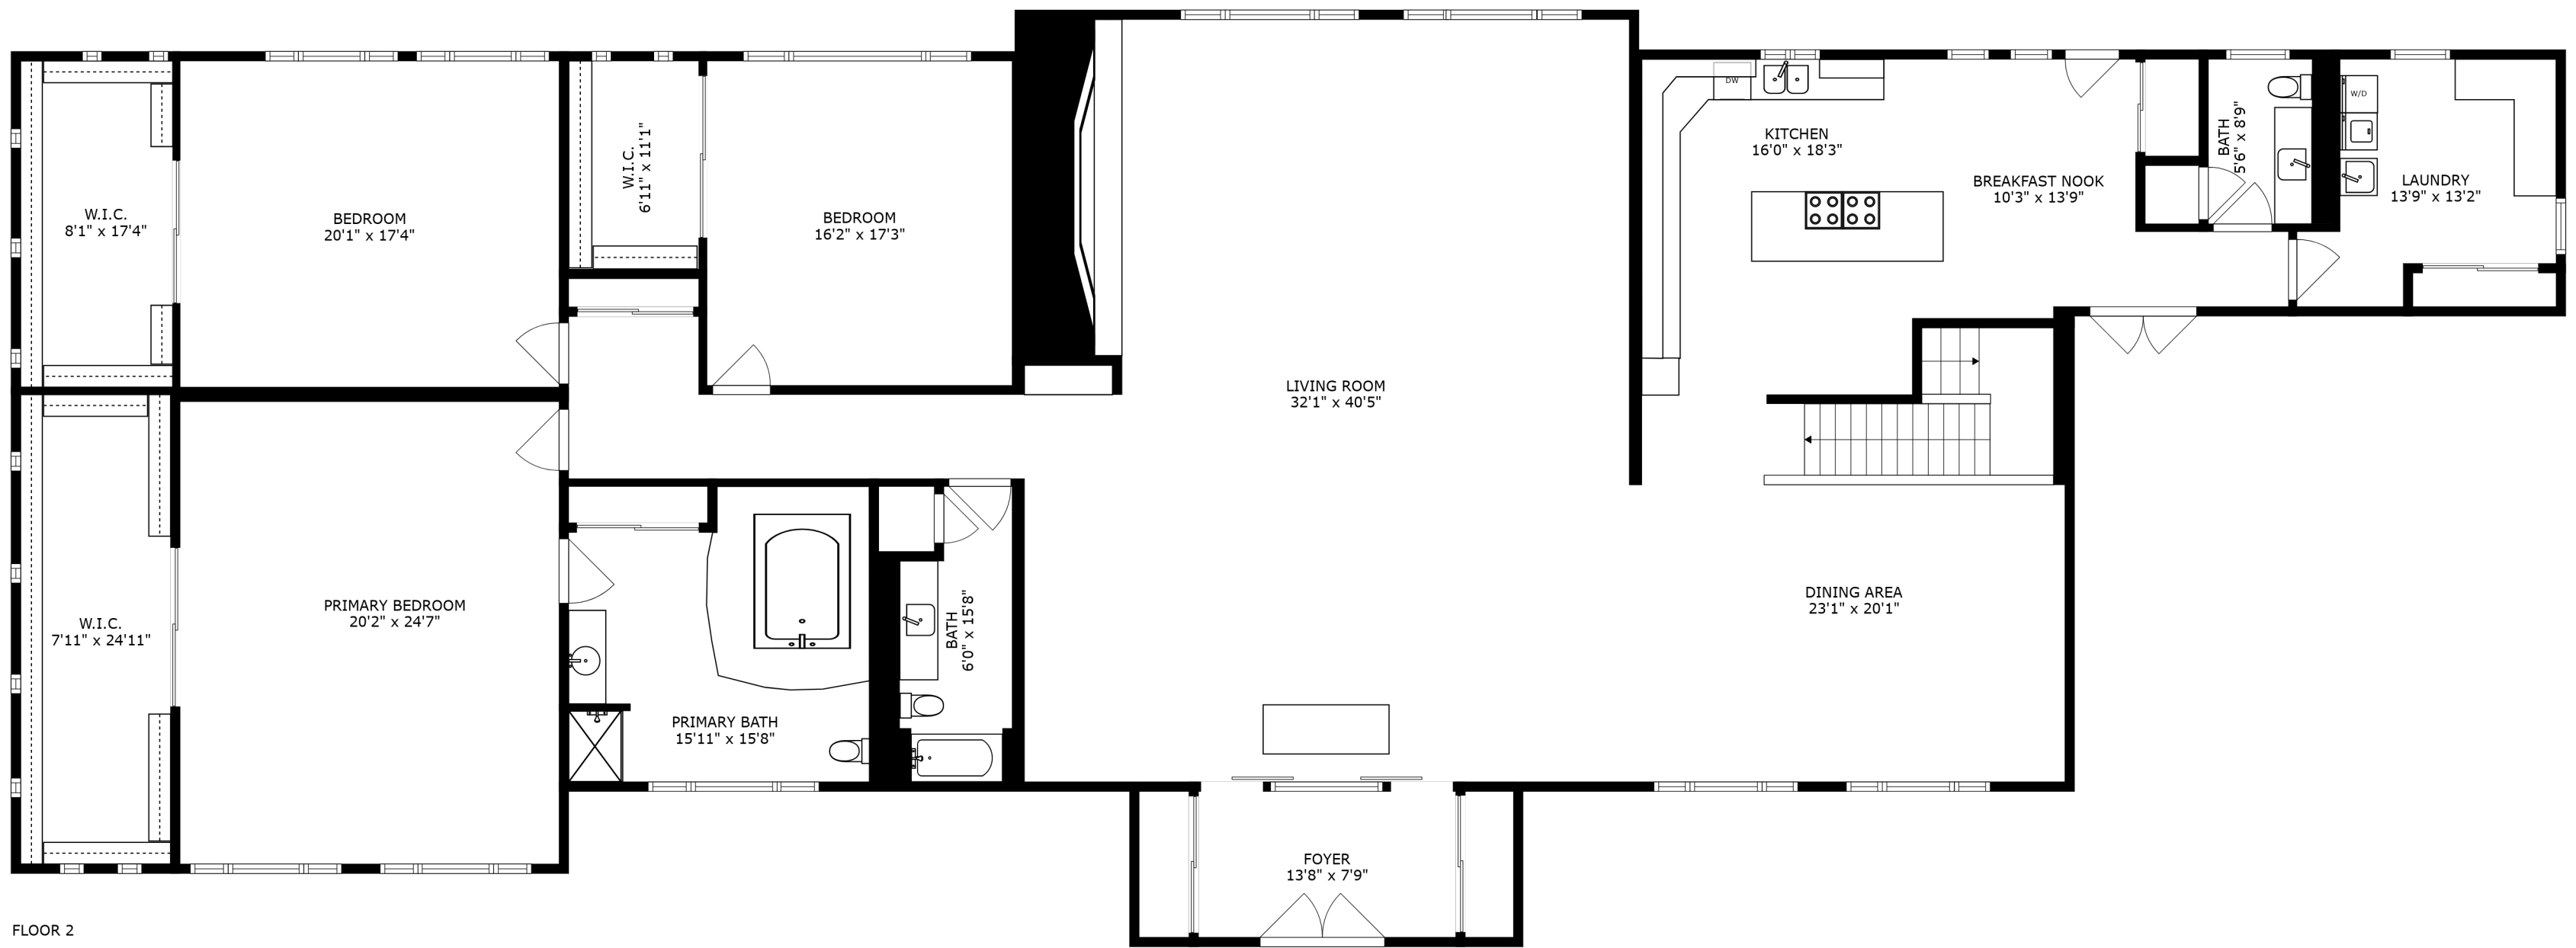 W.I.C.
8'1" x 17'4"
BEDROOM
20'1" x 17'4"
W.I.C.
6'11" x 11'1"
BEDROOM
16'2" x 17'3"
LIVING ROOM
32'1" x 40'5"
DW
KITCHEN
16'0" x 18'3"
BREAKFAST NOOK
10'3" x 13'9"
BATH
5'6" x 8'9"
W/D
LAUNDRY
13'9" x 13'2"
W.I.C.
7'11" x 24'11"
PRIMARY BEDROOM
20'2" x 24'7"
PRIMARY BATH
15'11" x 15'8"
BATH
6'0" x 15'8"
DINING AREA
23'1" x 20'1"
FOYER
13'8" x 7'9"
FLOOR 2